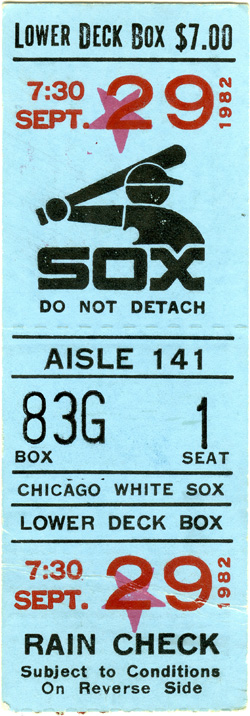 LOWER DECK BOX $7.00
7:30
SEPT. 29 1982
SOX
DO NOT DETACH
AISLE 141
83G 1
BOX SEAT
CHICAGO WHITE SOX
LOWER DECK BOX
7:30
SEPT. 29 1982
RAIN CHECK
Subject to Conditions
On Reverse Side